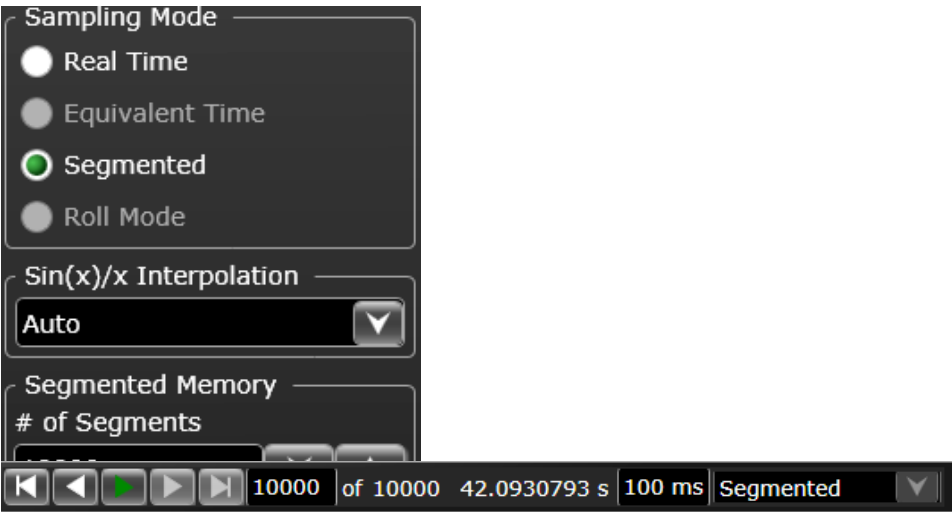 Sampling Mode
Real Time
Equivalent Time
Segmented
Roll Mode
Sin(x)/x Interpolation
Auto
Segmented Memory
# of Segments
10000 of 10000 42.0930793 s 100 ms Segmented